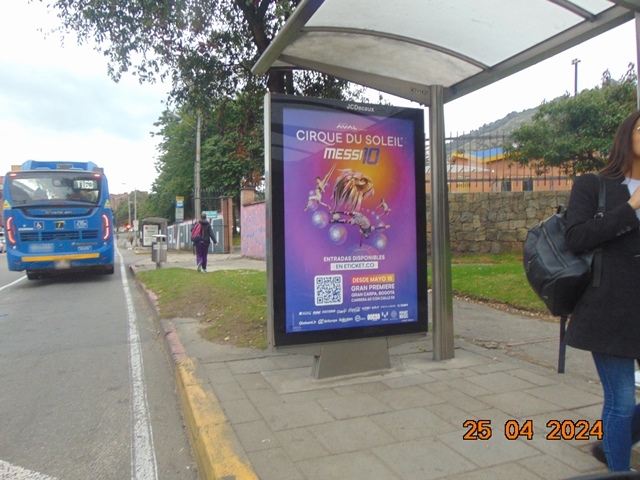 JCDecaux
AVAL
CIRQUE DU SOLEIL
MESSI10
ENTRADAS DISPONIBLES
EN ETICKET.CO
DESDE MAYO 15
GRAN PREMIERE
GRAN CARPA, BOGOTÁ
25 04 2024